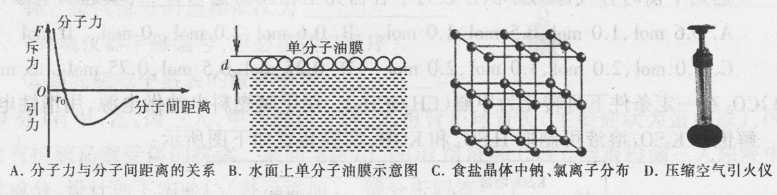 分子力
F
斥力
O
r₀
分子间距离
引力
单分子油膜
d
A. 分子力与分子间距离的关系 B. 水面上单分子油膜示意图 C. 食盐晶体中钠、氯离子分布 D. 压缩空气引火仪